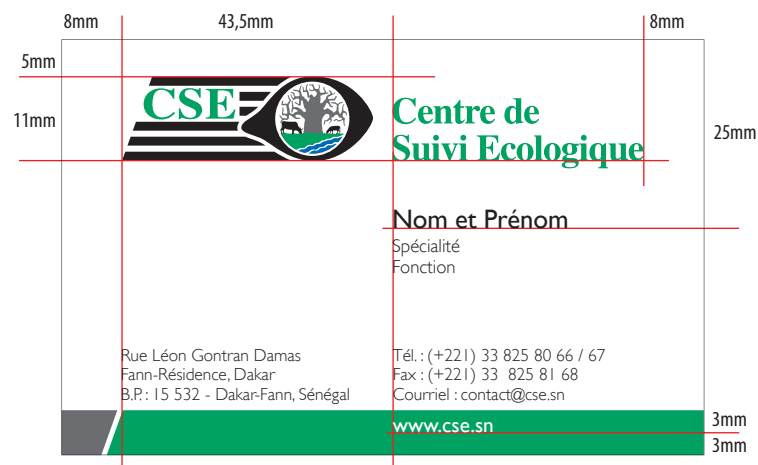 8mm
43,5mm
8mm
5mm
11mm
25mm
CSE
Centre de
Suivi Ecologique
Nom et Prénom
Spécialité
Fonction
Rue Léon Gontran Damas
Fann-Résidence, Dakar
B.P. : 15 532 - Dakar-Fann, Sénégal
Tél. : (+221) 33 825 80 66 / 67
Fax : (+221) 33 825 81 68
Courriel : contact@cse.sn
www.cse.sn
3mm
3mm